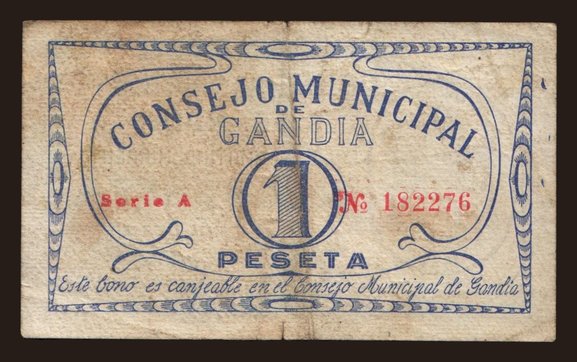 CONSEJO MUNICIPAL
DE
GANDIA
1
Serie A Nº 182276
PESETA
Este bono es canjeable en el Consejo Municipal de Gandia